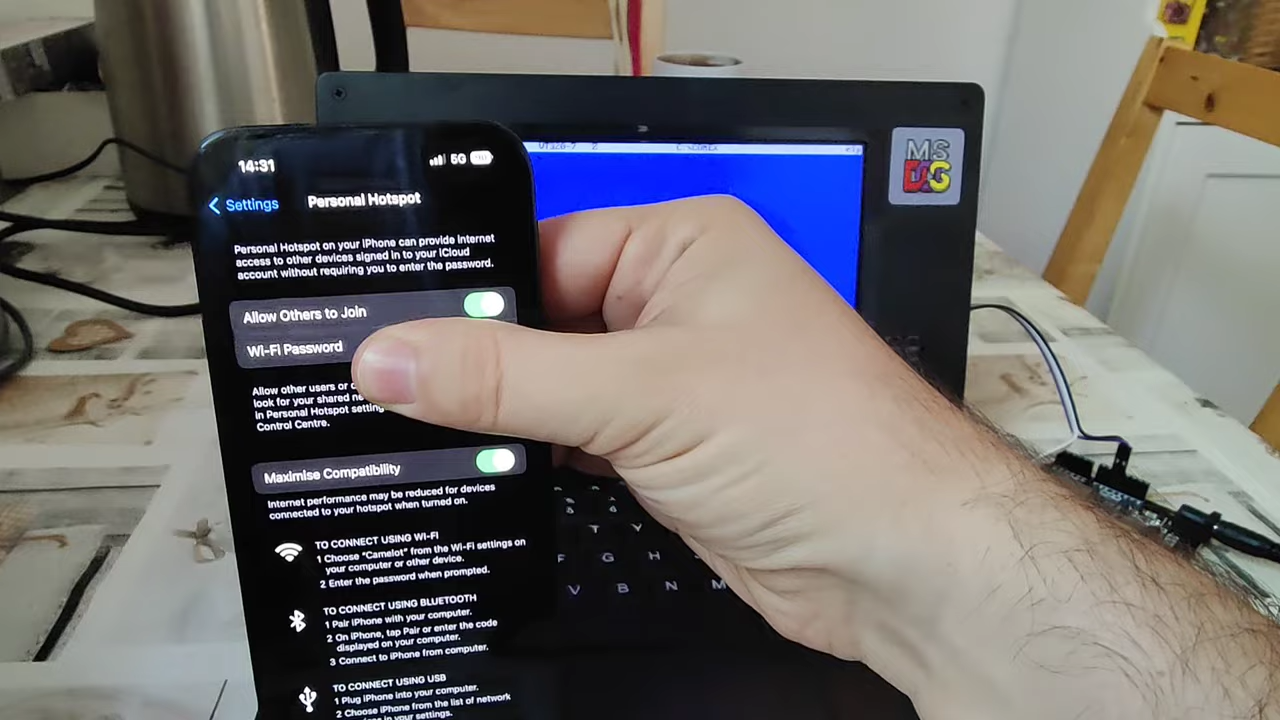 14:31
5G
Settings
Personal Hotspot
Personal Hotspot on your iPhone can provide internet
access to other devices signed in to your iCloud
account without requiring you to enter the password.
Allow Others to Join
Wi-Fi Password
Allow other users or
look for your shared
in Personal Hotspot
Control Centre.
Maximise Compatibility
Internet performance may be reduced for devices
connected to your hotspot when turned on.
TO CONNECT USING WI-FI
1 Choose "Camelot" from the Wi-Fi settings on
your computer or other device.
2 Enter the password when prompted.
TO CONNECT USING BLUETOOTH
1 Pair iPhone with your computer.
2 On iPhone, tap Pair or enter the code
displayed on your computer.
3 Connect to iPhone from computer.
TO CONNECT USING USB
1 Plug iPhone into your computer.
2 Choose iPhone from the list of network
in your settings.
MS
DOS
T Y
F G H
V B N M